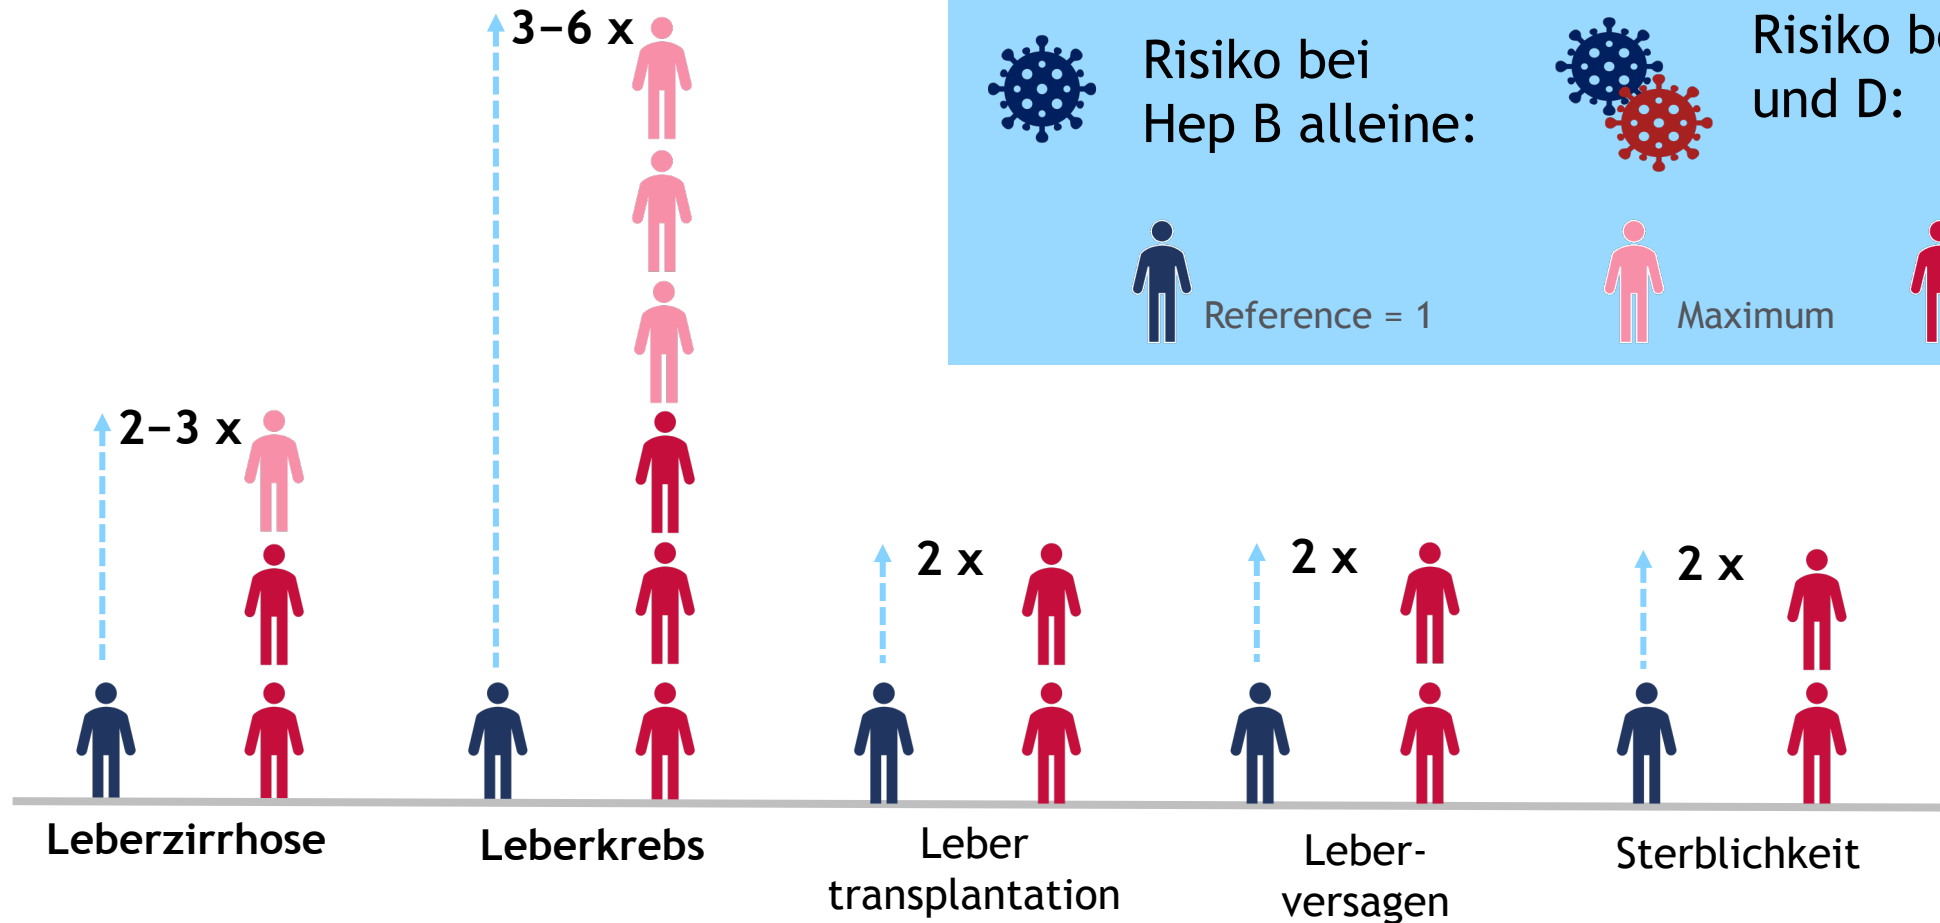 3–6 x
Risiko bei
Hep B alleine:
Risiko
und D:
Reference = 1
Maximum
2–3 x
2 x
2 x
2 x
Leberzirrhose
Leberkrebs
Leber
transplantation
Leber-
versagen
Sterblichkeit